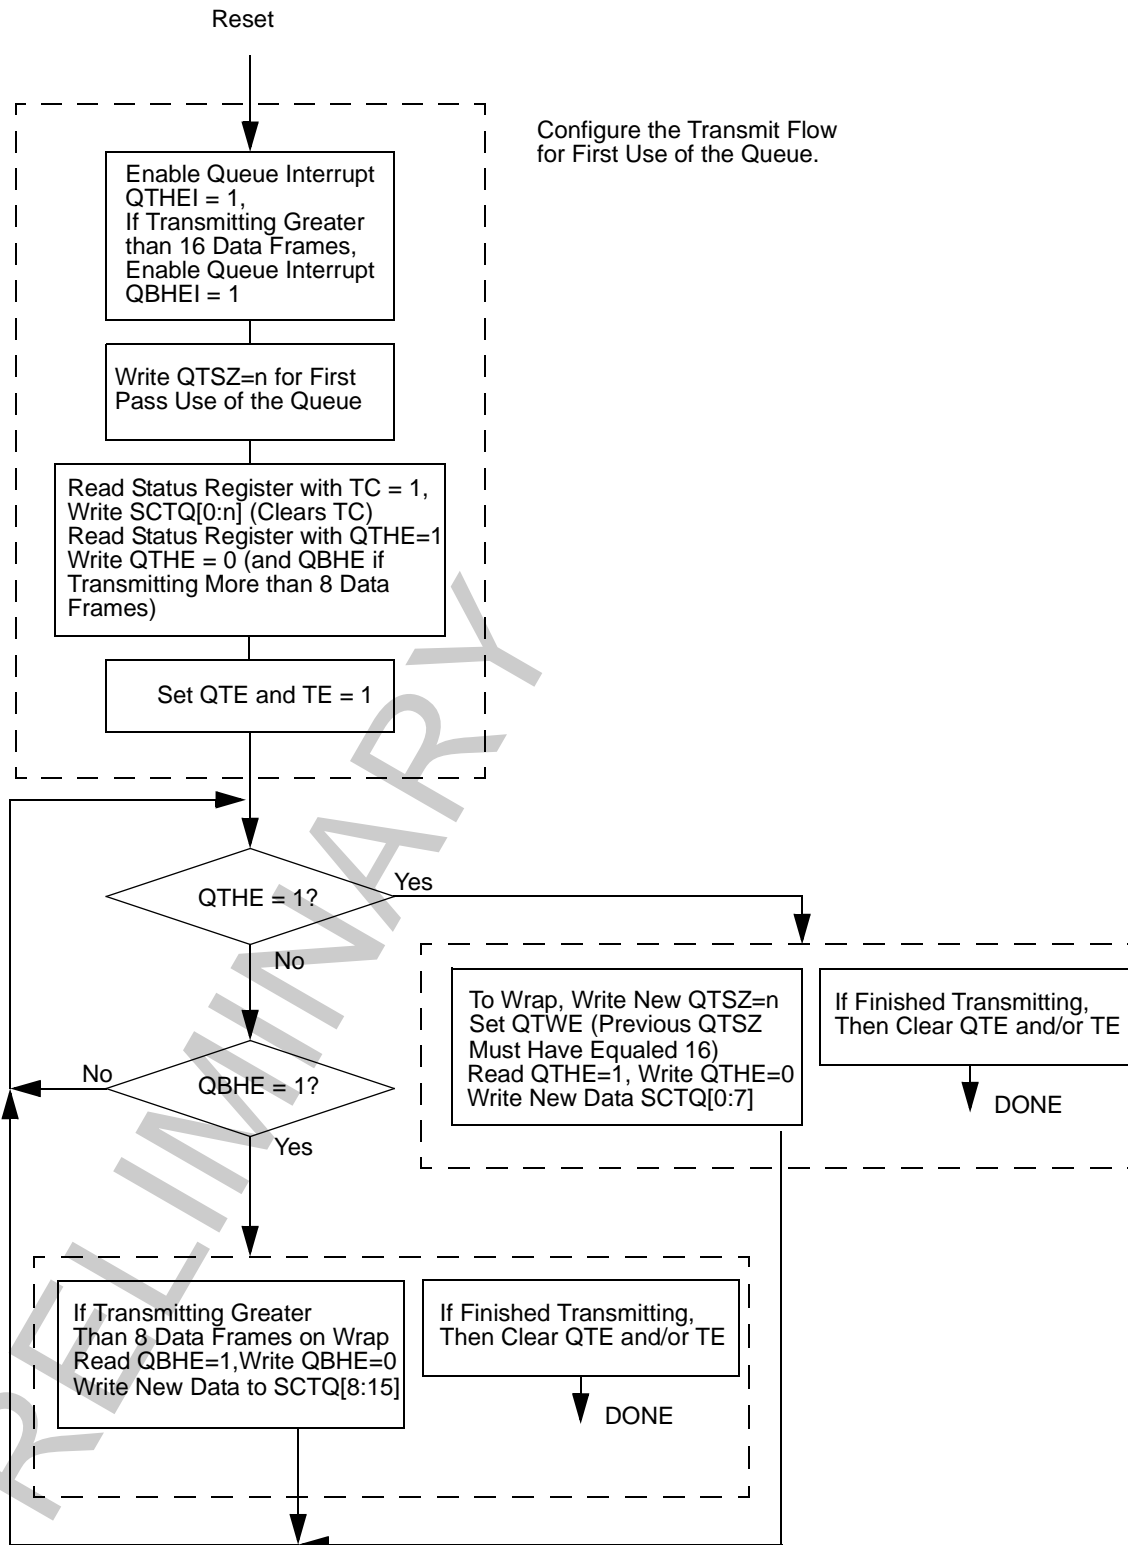 Reset
Configure the Transmit Flow
for First Use of the Queue.
Enable Queue Interrupt
QTHEI = 1,
If Transmitting Greater
than 16 Data Frames,
Enable Queue Interrupt
QBHEI = 1
Write QTSZ=n for First
Pass Use of the Queue
Read Status Register with TC = 1,
Write SCTQ[0:n] (Clears TC)
Read Status Register with QTHE=1
Write QTHE = 0 (and QBHE if
Transmitting More than 8 Data
Frames)
Set QTE and TE = 1
QTHE = 1?
Yes
No
To Wrap, Write New QTSZ=n
Set QTWE (Previous QTSZ
Must Have Equaled 16)
Read QTHE=1, Write QTHE=0
Write New Data SCTQ[0:7]
If Finished Transmitting,
Then Clear QTE and/or TE
DONE
No
QBHE = 1?
Yes
If Transmitting Greater
Than 8 Data Frames on Wrap
Read QBHE=1,Write QBHE=0
Write New Data to SCTQ[8:15]
If Finished Transmitting,
Then Clear QTE and/or TE
DONE
RELIMINARY